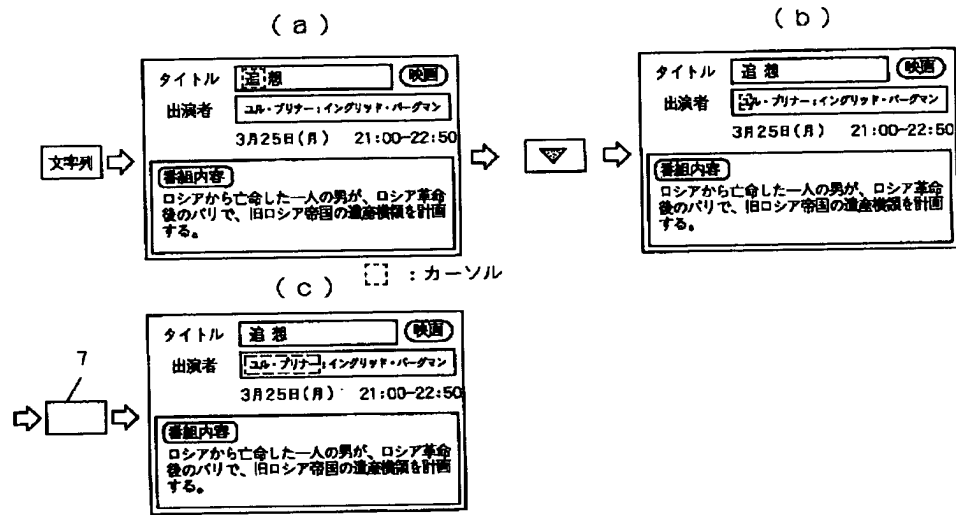 (a)
タイトル 追想 映画
出演者 ユル・ブリナー:イングリッド・バーグマン
3月25日(月) 21:00-22:50
文字列
番組内容
ロシアから亡命した一人の男が、ロシア革命
後のパリで、旧ロシア帝国の遺産横領を計画
する。
(b)
タイトル 追想 映画
出演者 ユル・ブリナー:イングリッド・バーグマン
3月25日(月) 21:00-22:50
番組内容
ロシアから亡命した一人の男が、ロシア革命
後のパリで、旧ロシア帝国の遺産横領を計画
する。
:カーソル
(c)
タイトル 追想 映画
出演者 ユル・ブリナー:イングリッド・バーグマン
3月25日(月) 21:00-22:50
7
番組内容
ロシアから亡命した一人の男が、ロシア革命
後のパリで、旧ロシア帝国の遺産横領を計画
する。